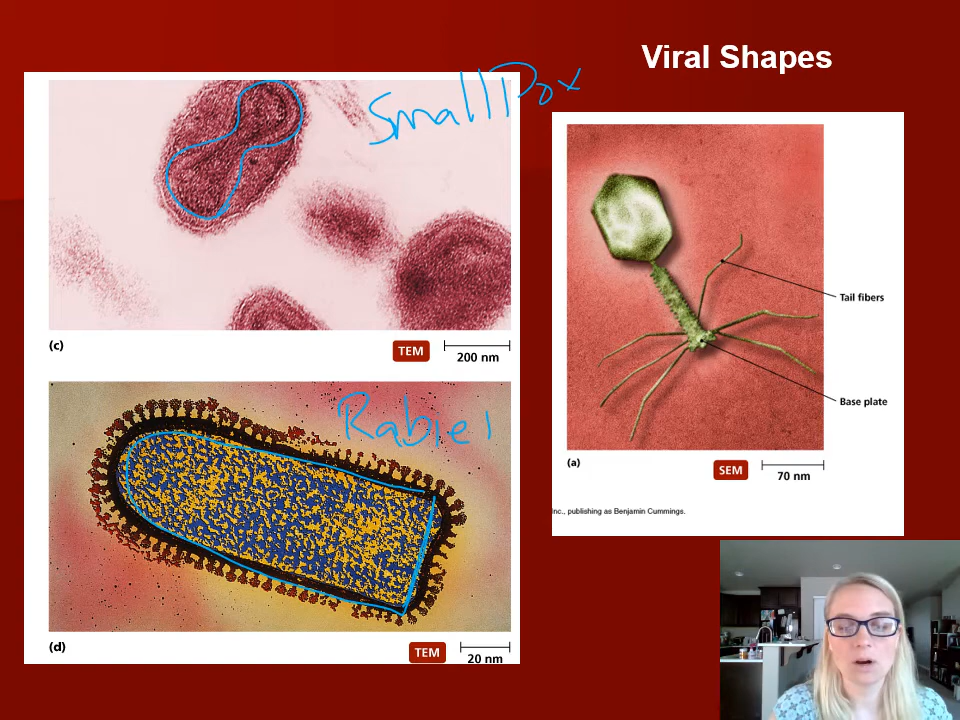 Viral Shapes
SmallPox
(c)
TEM
200 nm
Rabie
(d)
TEM
20 nm
Tail fibers
Base plate
(a)
SEM
70 nm
Inc., publishing as Benjamin Cummings.